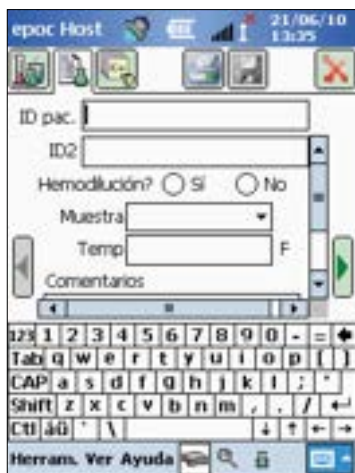 epoc Host 21/06/10
13:35
ID pac.
ID2
Hemodilución? Sí No
Muestra
Temp F
Comentarios
123 1 2 3 4 5 6 7 8 9 0 - =
Tab q w e r t y u i o p [ ]
CAP a s d f g h j k l ; '
Shift z x c v b n m , . /
Ctl áü ` \
Herram. Ver Ayuda